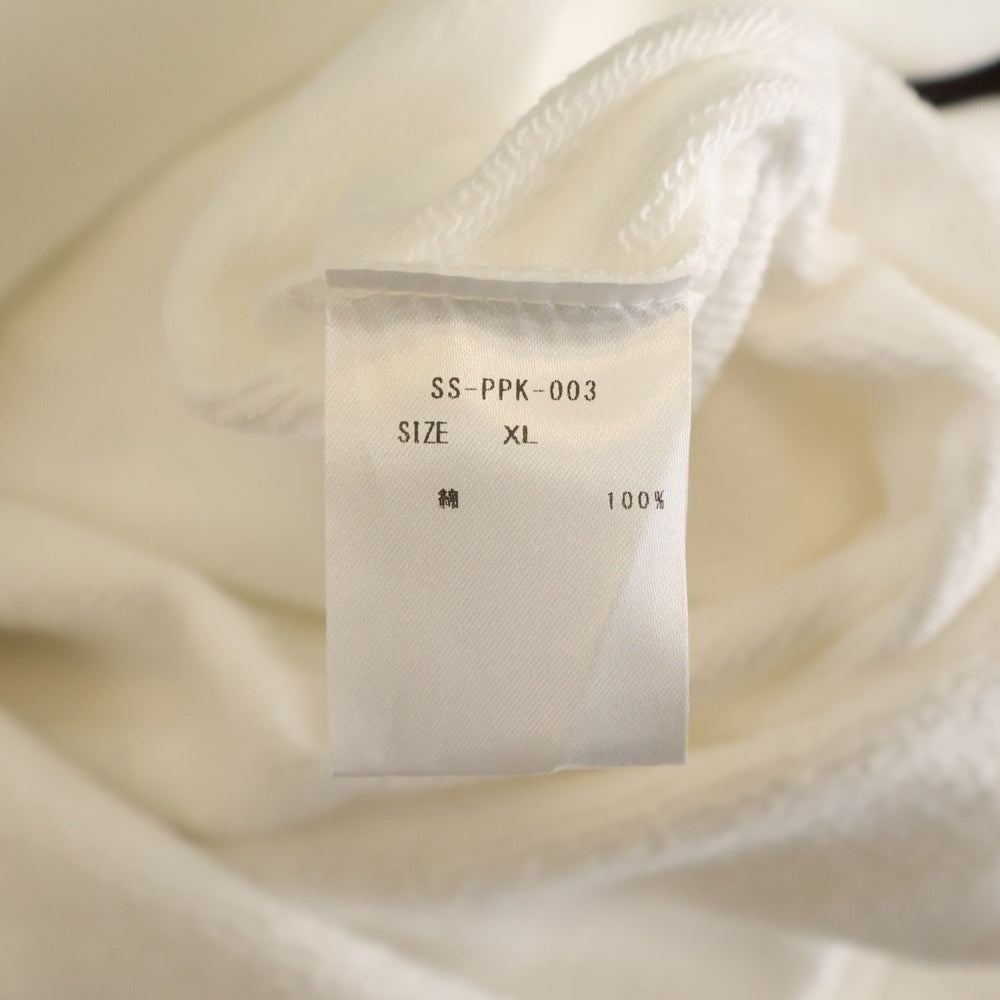 SS-PPK-003
SIZE XL
綿 100%